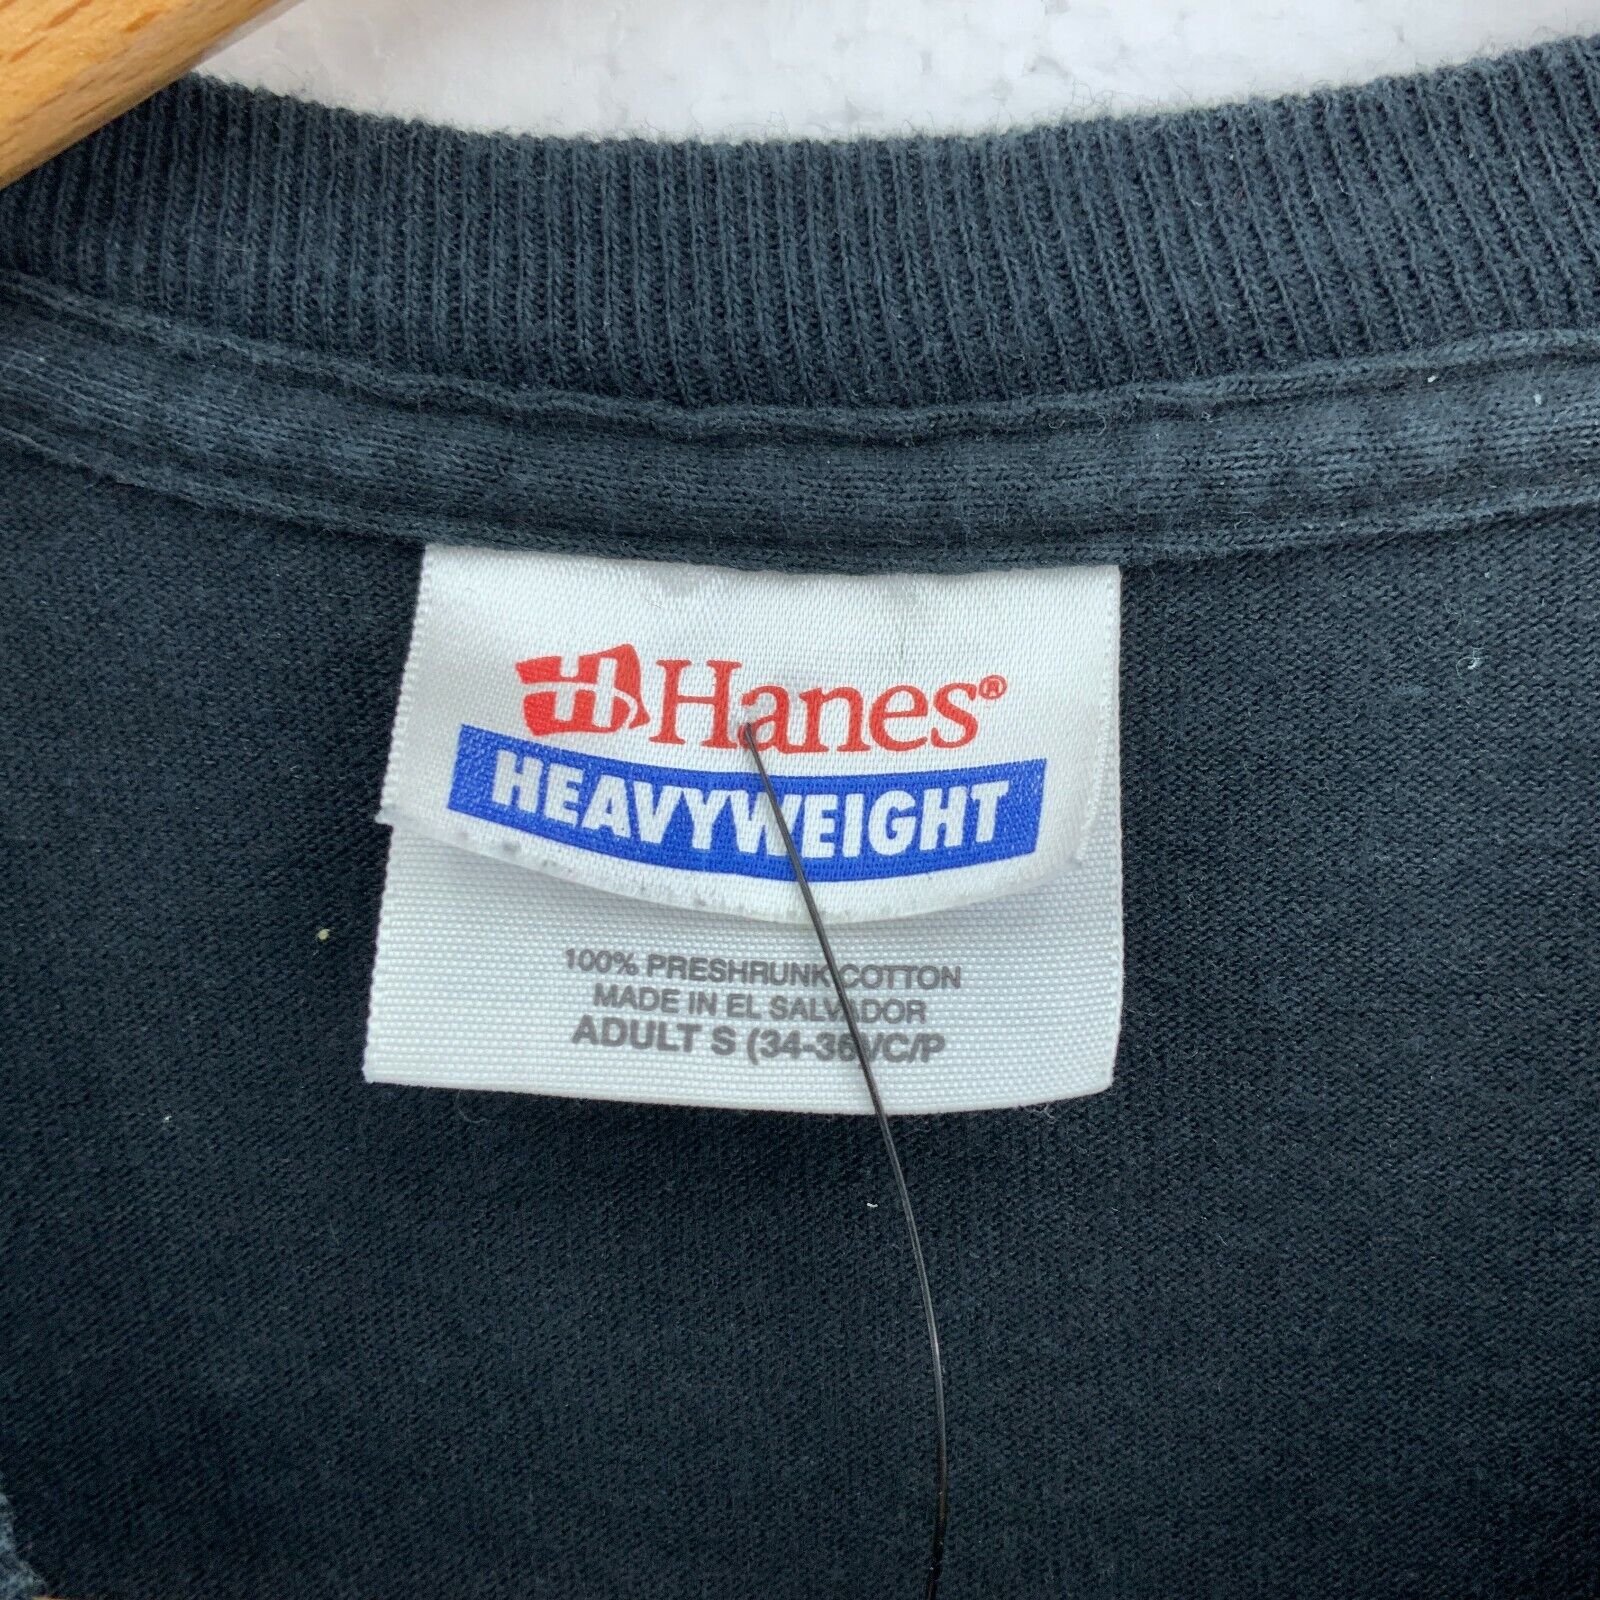 H Hanes®
HEAVYWEIGHT
100% PRESHRUNK COTTON
MADE IN EL SALVADOR
ADULT S (34-36)/C/P